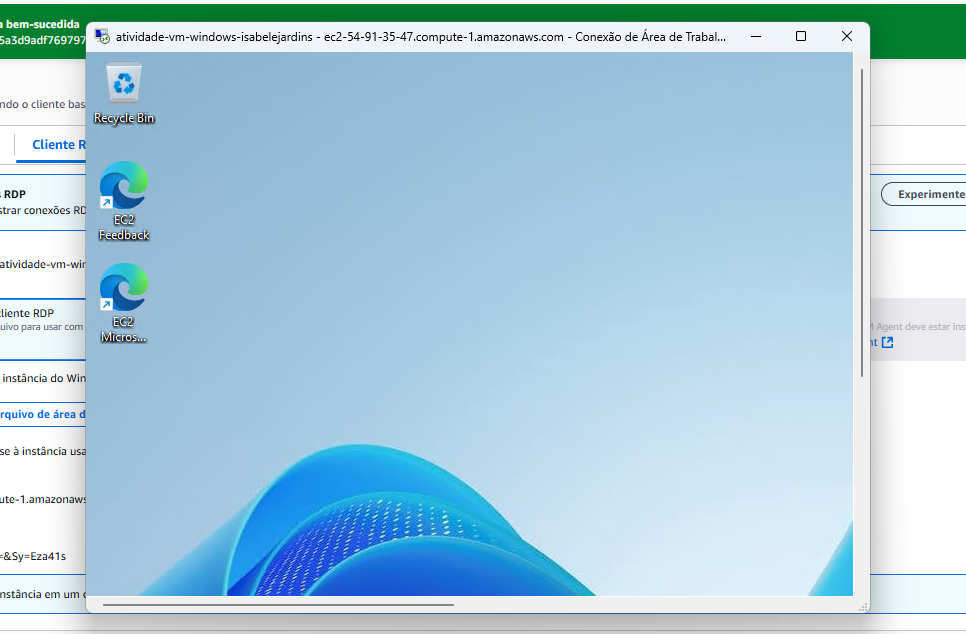 a bem-sucedida
5a3d9adf769797
atividade-vm-windows-isabelejardins - ec2-54-91-35-47.compute-1.amazonaws.com - Conexão de Área de Trabal...
ndo o cliente bas
Cliente R
s RDP
strar conexões RD
Experimente
atividade-vm-wir
liente RDP
uivo para usar com
M Agent deve estar ins
nt
instância do Win
rquivo de área d
se à instância usa
ute-1.amazonaws
=&Sy=Eza41s
nstância em um c
Recycle Bin
EC2
Feedback
EC2
Micros...